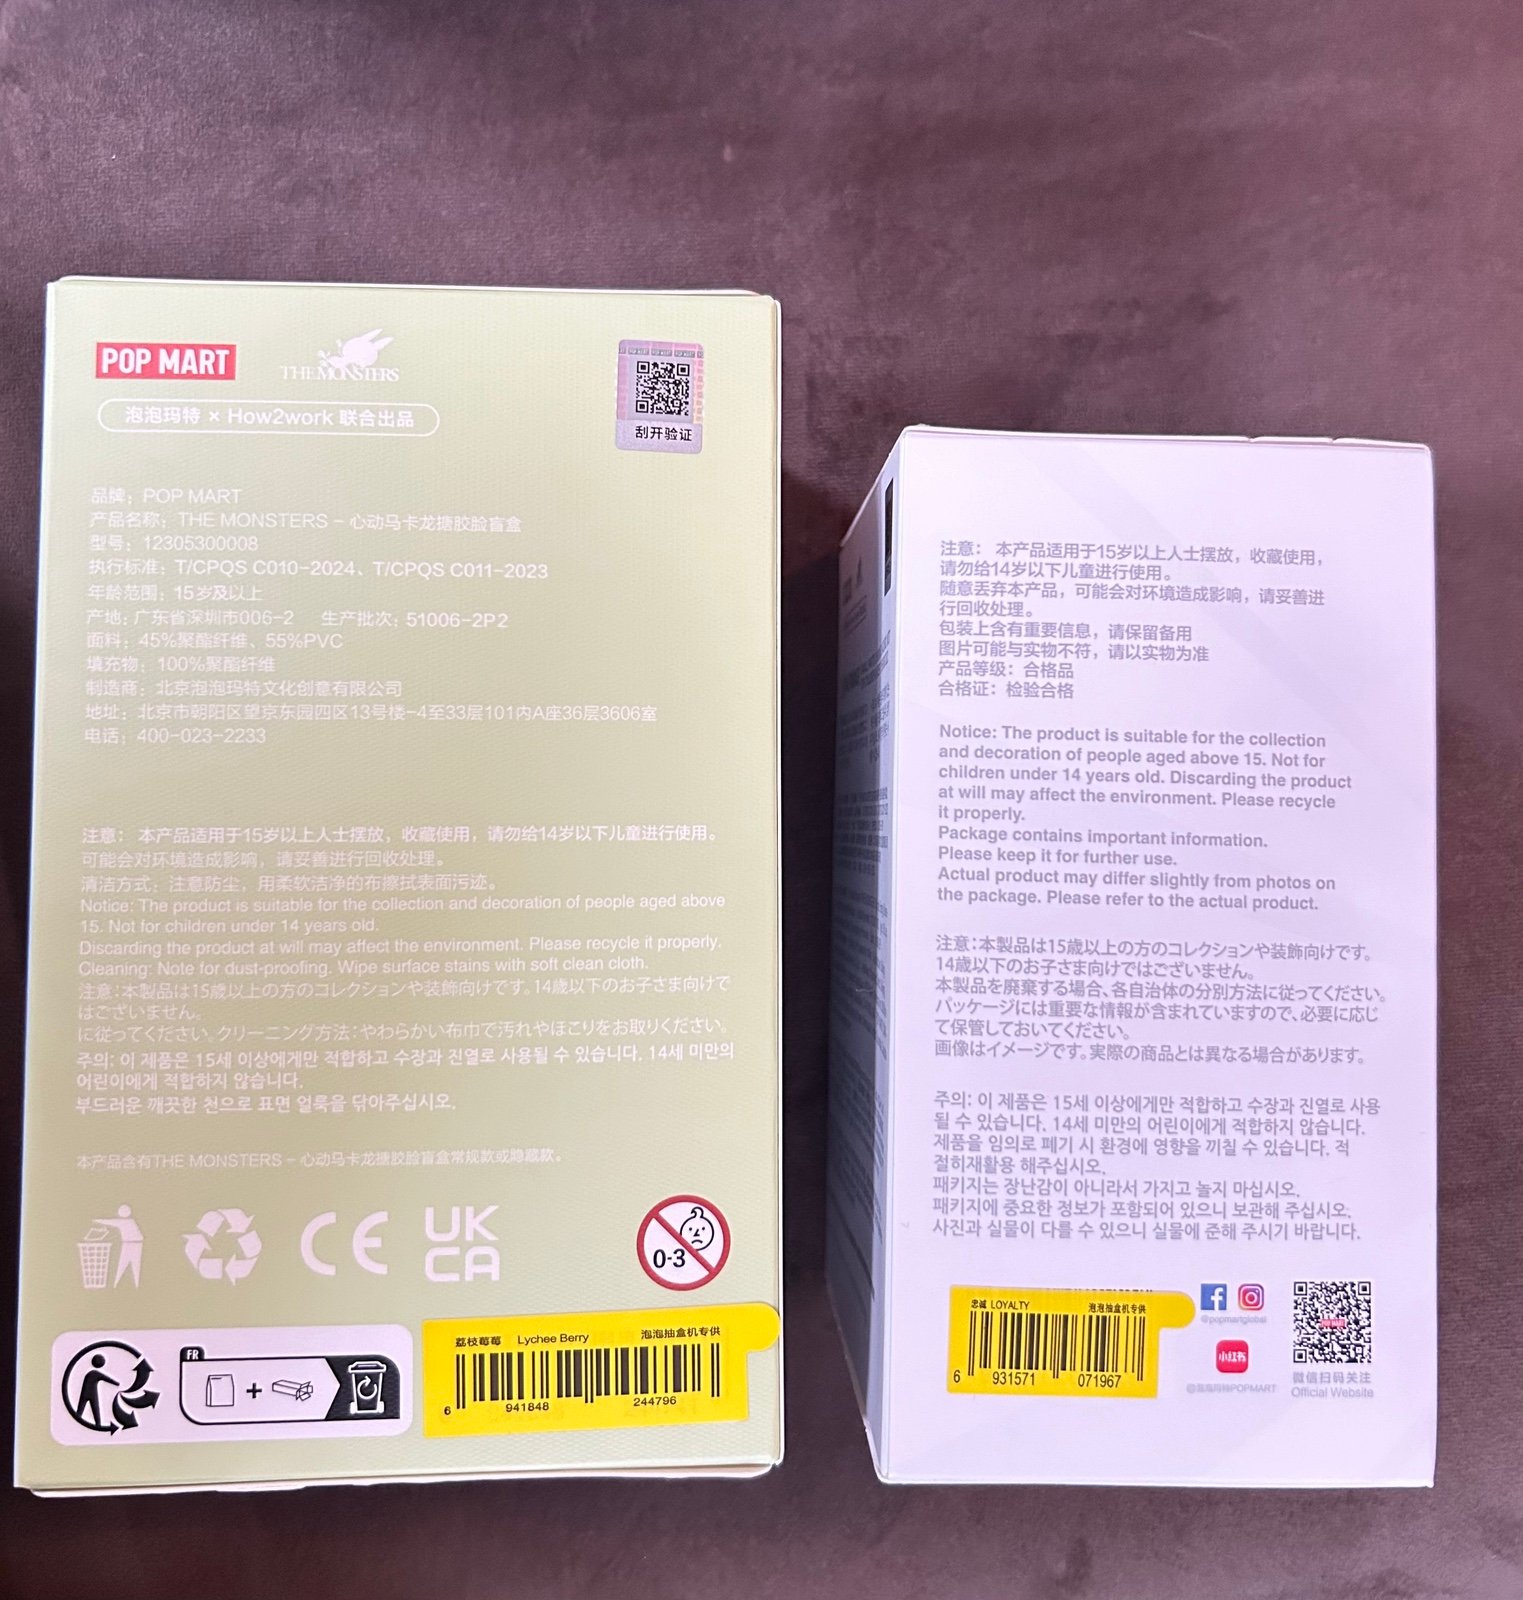 POP MART
THE MONSTERS
泡泡玛特 × How2work 联合出品
刮开验证
品牌：POP MART
产品名称：THE MONSTERS - 心动马卡龙搪胶脸盲盒
型号：12305300008
执行标准：T/CPQS C010-2024、T/CPQS C011-2023
年龄范围：15岁及以上
产地：广东省深圳市006-2 生产批次：51006-2P2
面料：45%聚酯纤维、55%PVC
填充物：100%聚酯纤维
制造商：北京泡泡玛特文化创意有限公司
地址：北京市朝阳区望京东园四区13号楼-4至33层101内A座36层3606室
电话：400-023-2233
注意： 本产品适用于15岁以上人士摆放，收藏使用，请勿给14岁以下儿童进行使用。
可能会对环境造成影响，请妥善进行回收处理。
清洁方式：注意防尘，用柔软洁净的布擦拭表面污迹。
Notice: The product is suitable for the collection and decoration of people aged above
15. Not for children under 14 years old.
Discarding the product at will may affect the environment. Please recycle it properly.
Cleaning: Note for dust-proofing. Wipe surface stains with soft clean cloth.
注意：本製品は15歳以上の方のコレクションや装飾向けです。14歳以下のお子さま向けで
はございません。
に従ってください。クリーニング方法：やわらかい布巾で汚れやほこりをお取りください。
주의: 이 제품은 15세 이상에게만 적합하고 수장과 진열로 사용될 수 있습니다. 14세 미만의
어린이에게 적합하지 않습니다.
부드러운 깨끗한 천으로 표면 얼룩을 닦아주십시오.
本产品含有THE MONSTERS - 心动马卡龙搪胶脸盲盒常规款或隐藏款。
CE
UK
CA
0-3
FR
+
荔枝莓莓 Lychee Berry 泡泡抽盒机专供
6 941848 244796
注意： 本产品适用于15岁以上人士摆放，收藏使用，
请勿给14岁以下儿童进行使用。
随意丢弃本产品，可能会对环境造成影响，请妥善进
行回收处理。
包装上含有重要信息，请保留备用
图片可能与实物不符，请以实物为准
产品等级：合格品
合格证：检验合格
Notice: The product is suitable for the collection
and decoration of people aged above 15. Not for
children under 14 years old. Discarding the product
at will may affect the environment. Please recycle
it properly.
Package contains important information.
Please keep it for further use.
Actual product may differ slightly from photos on
the package. Please refer to the actual product.
注意：本製品は15歳以上の方のコレクションや装飾向けです。
14歳以下のお子さま向けではございません。
本製品を廃棄する場合、各自治体の分別方法に従ってください。
パッケージには重要な情報が含まれていますので、必要に応じ
て保管しておいてください。
画像はイメージです。実際の商品とは異なる場合があります。
주의: 이 제품은 15세 이상에게만 적합하고 수장과 진열로 사용
될 수 있습니다. 14세 미만의 어린이에게 적합하지 않습니다.
제품을 임의로 폐기 시 환경에 영향을 끼칠 수 있습니다. 적
절히재활용 해주십시오.
패키지는 장난감이 아니라서 가지고 놀지 마십시오.
패키지에 중요한 정보가 포함되어 있으니 보관해 주십시오.
사진과 실물이 다를 수 있으니 실물에 준해 주시기 바랍니다.
忠诚 LOYALTY 泡泡抽盒机专供
6 931571 071967
@popmartglobal
小红书
@泡泡玛特POPMART
POP MART
微信扫码关注
Official Website